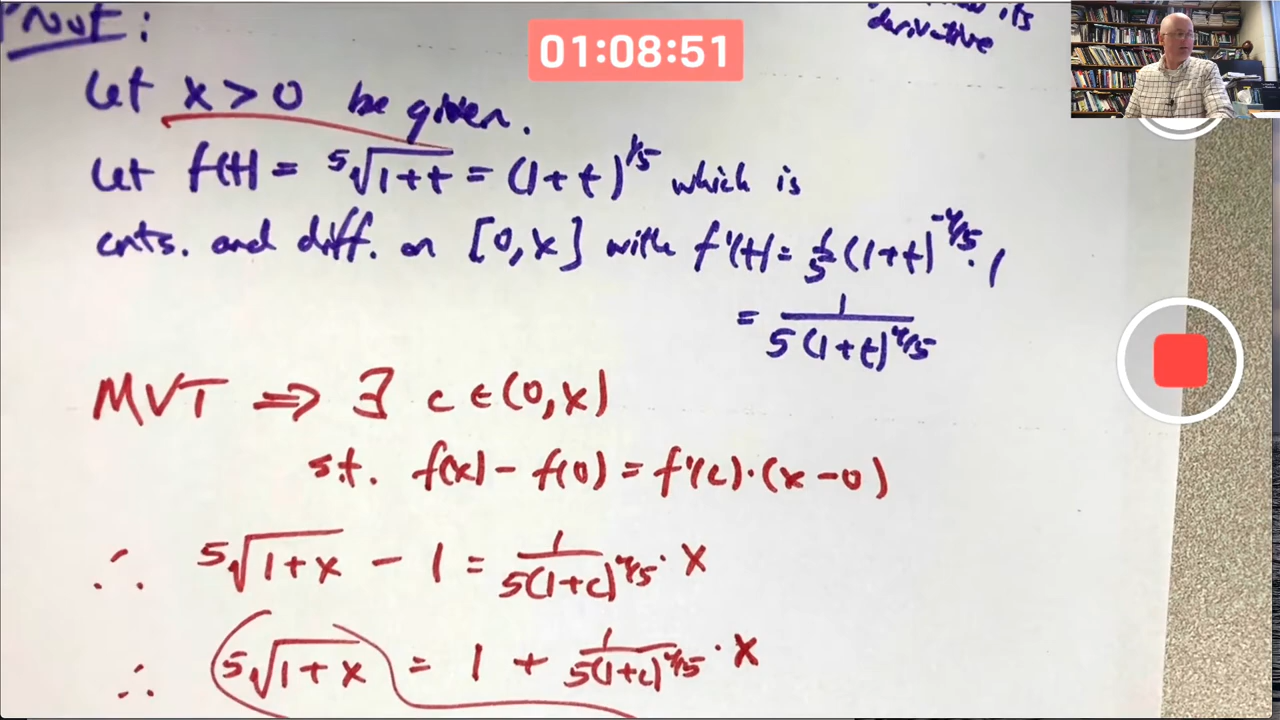 01:08:51
its
derivative
Proof:
Let x > 0 be given.
Let f(t) = ⁵√(1+t) = (1+t)^(1/5) which is
cnts. and diff. on [0,x] with f'(t) = 1/5 (1+t)^(-4/5) · 1
= 1/(5(1+t)^(4/5))
MVT ⇒ ∃ c ∈ (0,x)
s.t. f(x) - f(0) = f'(c)·(x-0)
∴ ⁵√(1+x) - 1 = 1/(5(1+c)^(4/5)) · x
∴ ⁵√(1+x) = 1 + 1/(5(1+c)^(4/5)) · x